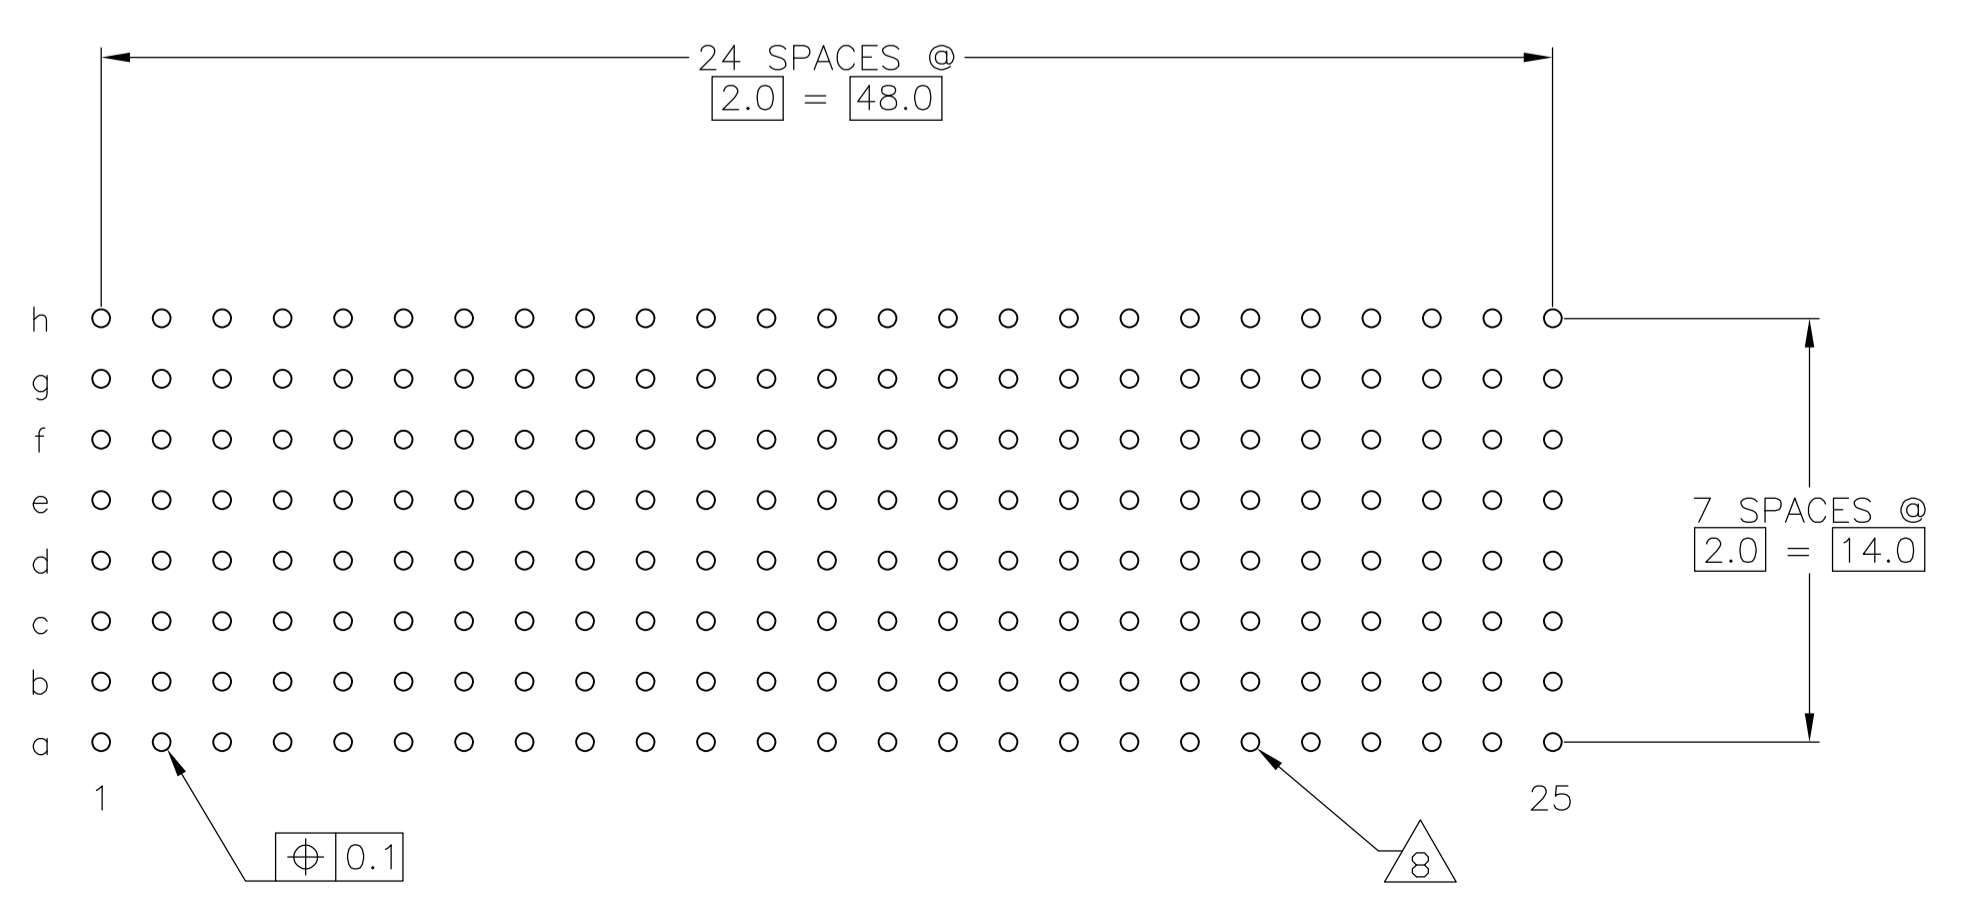 24 SPACES @
2.0 = 48.0
h
g
f
e
7 SPACES @
2.0 = 14.0
d
c
b
a
1
25
⌖ 0.1
8